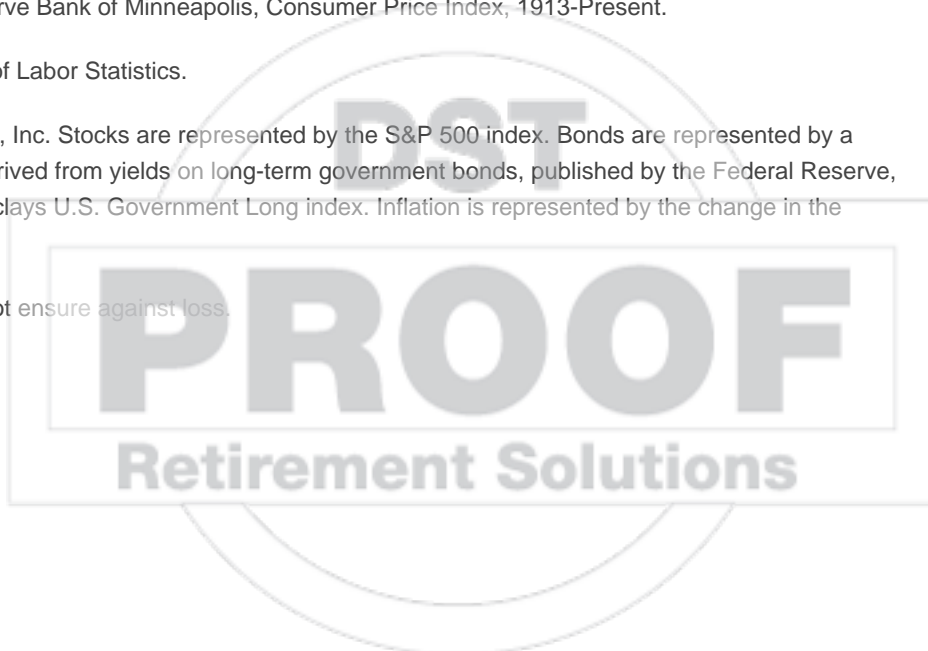 rve Bank of Minneapolis, Consumer Price Index, 1913-Present.
of Labor Statistics.
, Inc. Stocks are represented by the S&P 500 index. Bonds are represented by a
rived from yields on long-term government bonds, published by the Federal Reserve,
clays U.S. Government Long index. Inflation is represented by the change in the
ot ensure against loss.
DST
PROOF
Retirement Solutions